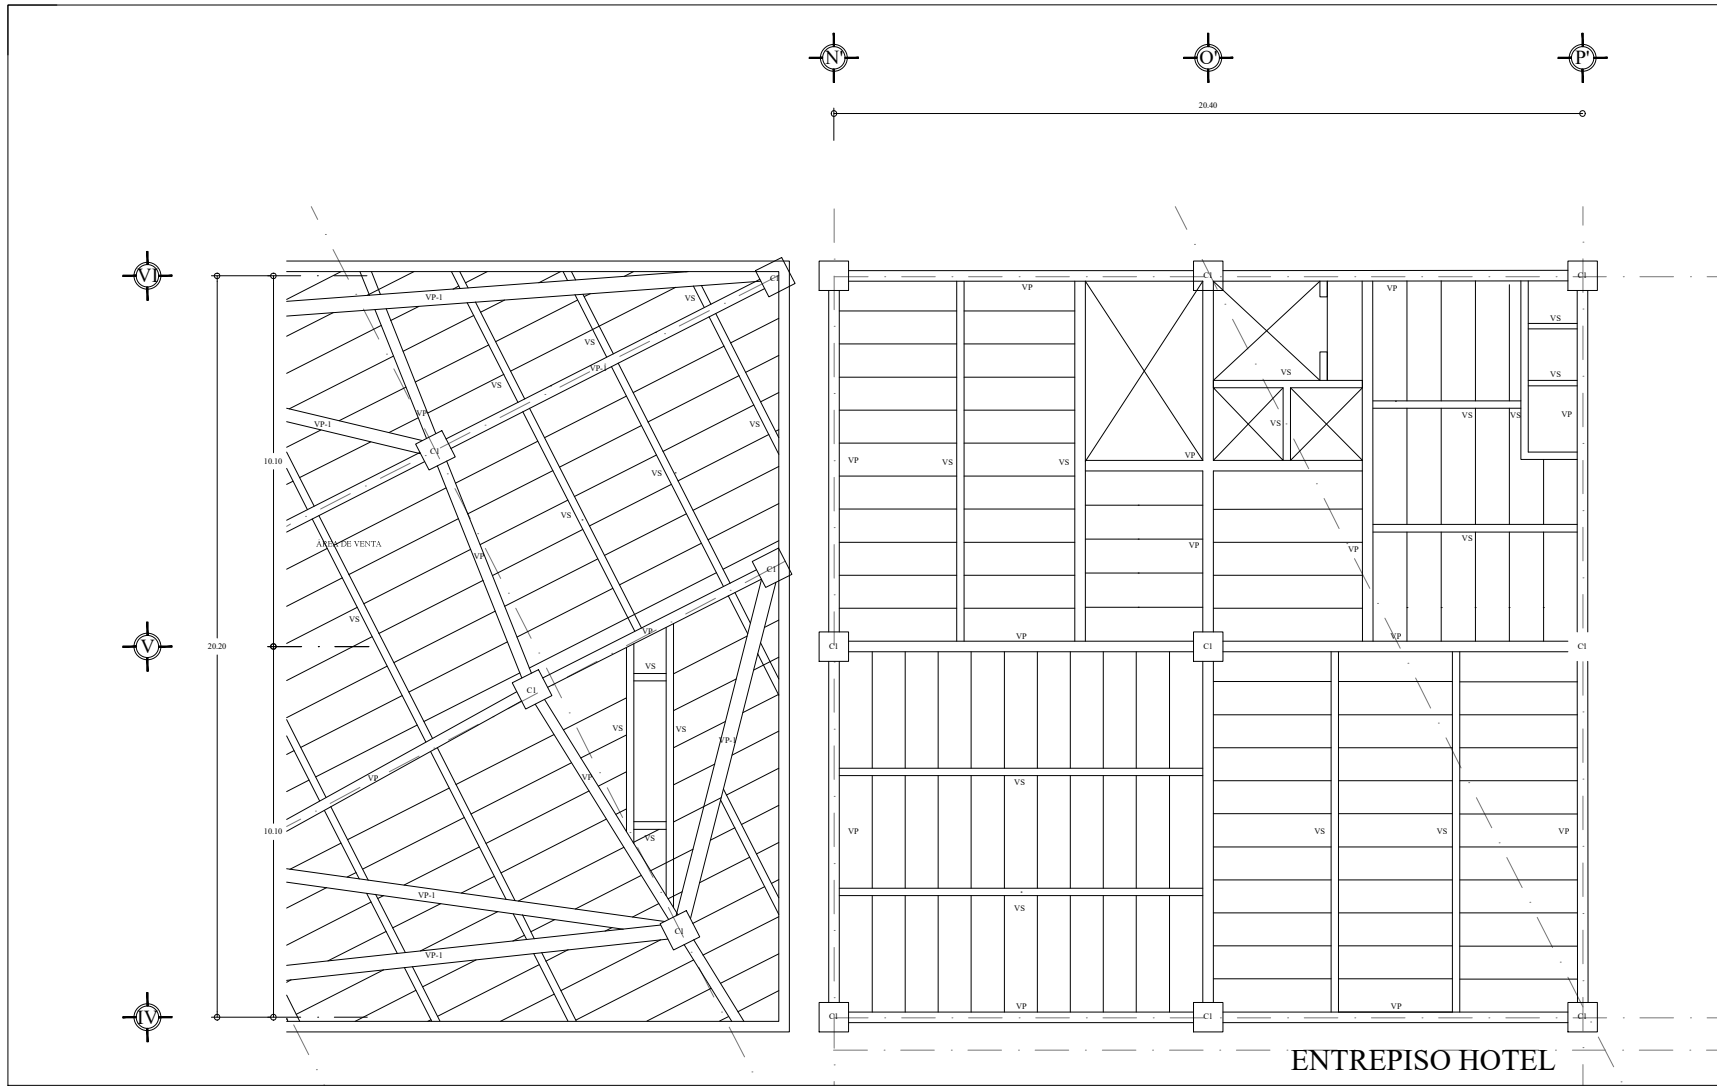 N' O' P'
20.40
VI C1 C1 C1
VP VP
VP-1 VS VS
VS VP-1 VS VS
VS VP VS VS VS VP
VP-1 VS VS
C1 VP
10.10 VS VP VS VS VP
VS VS
AREA DE VENTA VP VP VP
C1
VS
VP VP VP
V 20.20 C1 C1 C1
VS
C1
VS VS
VP-1
VP VP VS
10.10 VP VS VS VP
VS
VP-1 VS
C1
VP-1
VP VP
IV C1 C1 C1
ENTREPISO HOTEL